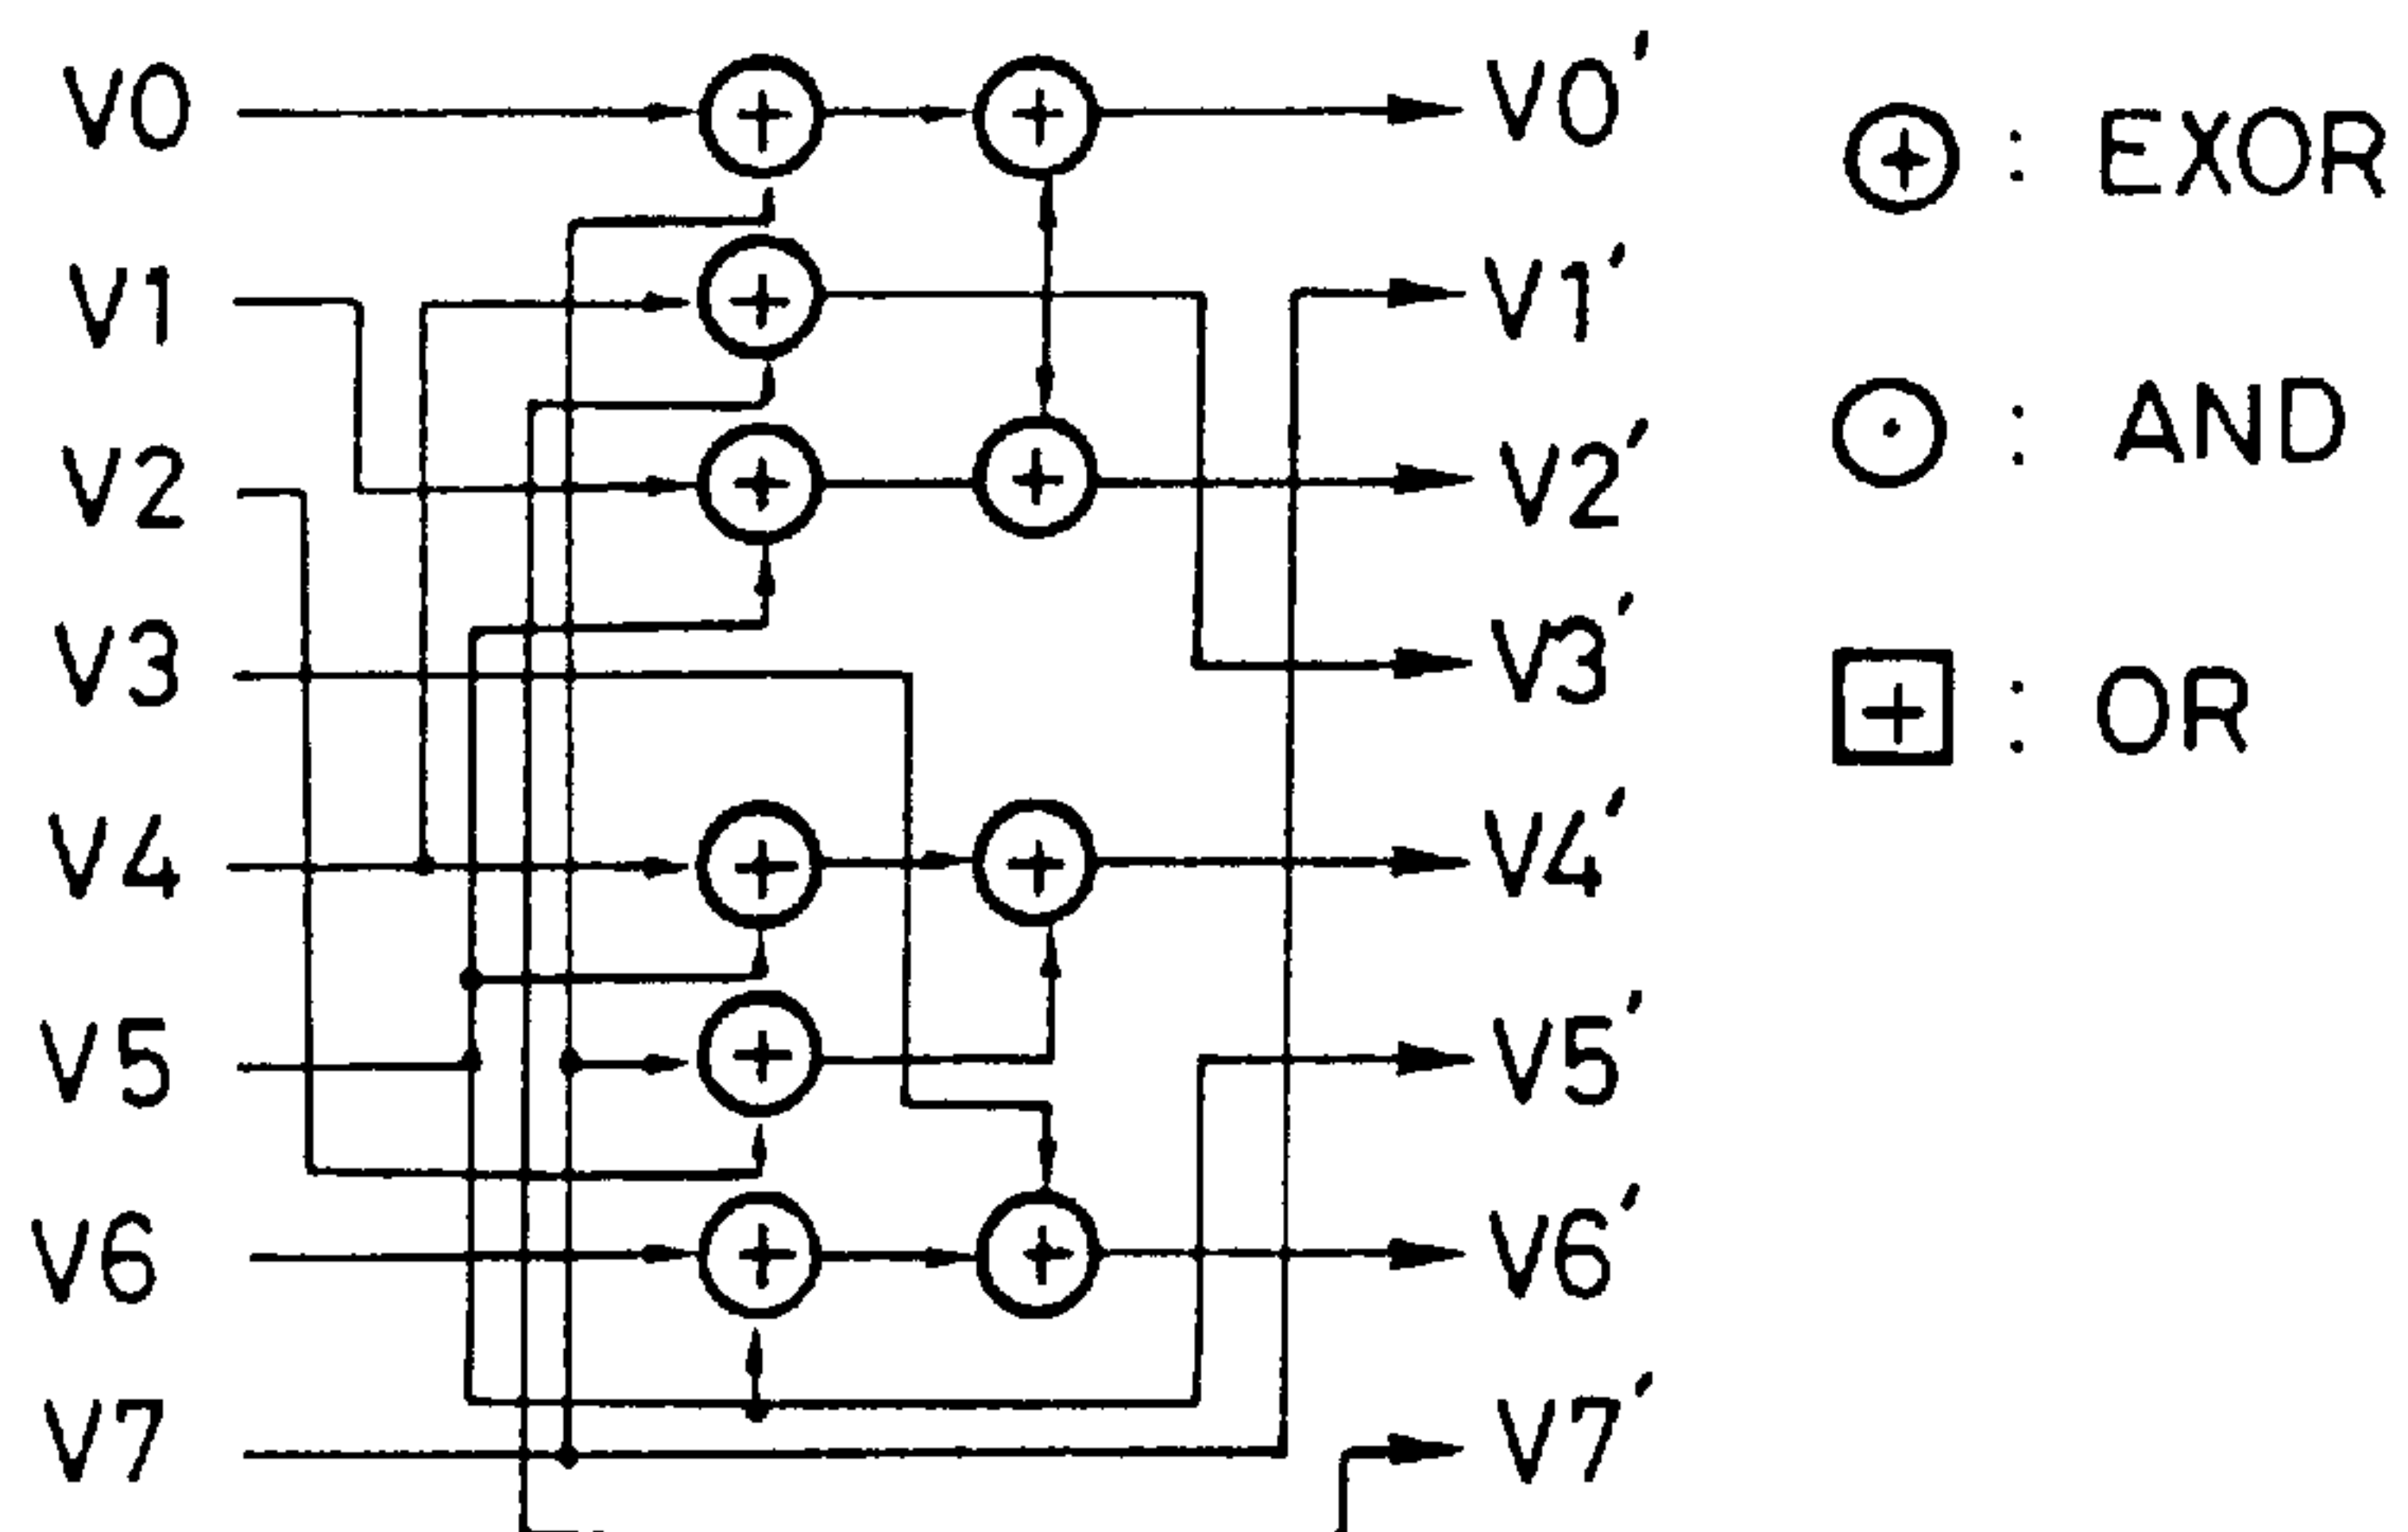 V0
V1
V2
V3
V4
V5
V6
V7
V0'
V1'
V2'
V3'
V4'
V5'
V6'
V7'
⊕ : EXOR
⊙ : AND
⊞ : OR